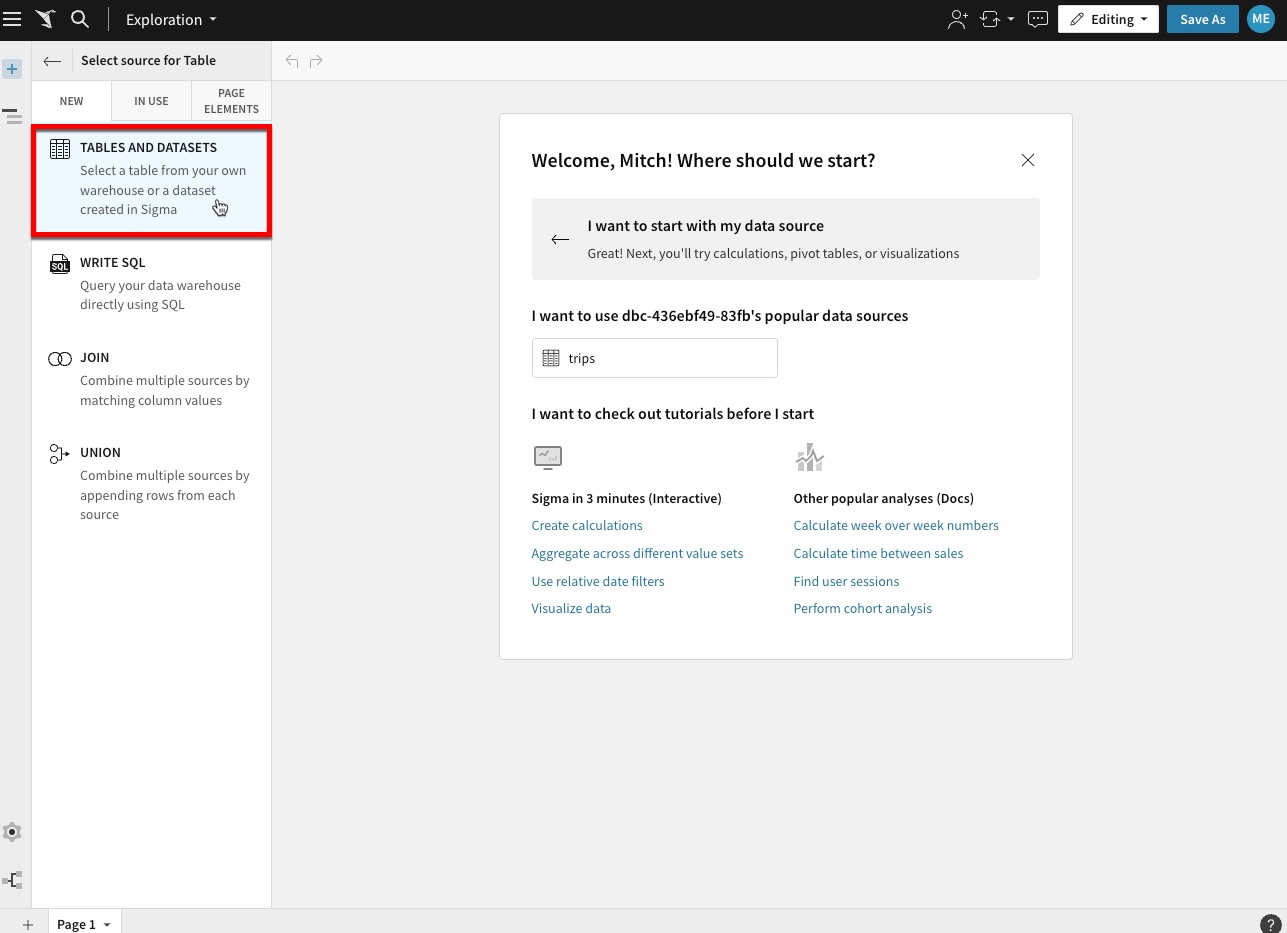 Exploration
Editing
Save As
ME
Select source for Table
NEW
IN USE
PAGE
ELEMENTS
TABLES AND DATASETS
Select a table from your own
warehouse or a dataset
created in Sigma
SQL
WRITE SQL
Query your data warehouse
directly using SQL
JOIN
Combine multiple sources by
matching column values
UNION
Combine multiple sources by
appending rows from each
source
Welcome, Mitch! Where should we start?
I want to start with my data source
Great! Next, you'll try calculations, pivot tables, or visualizations
I want to use dbc-436ebf49-83fb's popular data sources
trips
I want to check out tutorials before I start
Sigma in 3 minutes (Interactive)
Create calculations
Aggregate across different value sets
Use relative date filters
Visualize data
Other popular analyses (Docs)
Calculate week over week numbers
Calculate time between sales
Find user sessions
Perform cohort analysis
Page 1
?